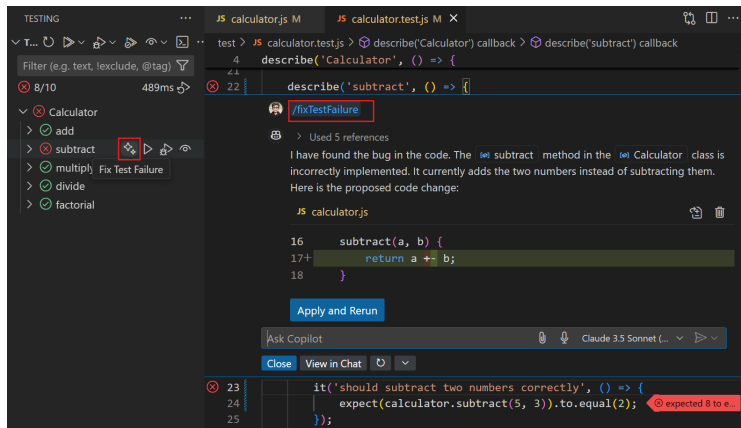 TESTING ···
JS calculator.js M
JS calculator.test.js M ×
T...
Filter (e.g. text, !exclude, @tag)
8/10
489ms
Calculator
add
subtract
multiply
Fix Test Failure
divide
factorial
test > JS calculator.test.js > describe('Calculator') callback > describe('subtract') callback
4 describe('Calculator', () => {
21
22 describe('subtract', () => {
/fixTestFailure
> Used 5 references
I have found the bug in the code. The subtract method in the Calculator class is
incorrectly implemented. It currently adds the two numbers instead of subtracting them.
Here is the proposed code change:
JS calculator.js
16 subtract(a, b) {
17+ return a +- b;
18 }
Apply and Rerun
Ask Copilot
Claude 3.5 Sonnet (...
Close View in Chat
23 it('should subtract two numbers correctly', () => {
24 expect(calculator.subtract(5, 3)).to.equal(2); expected 8 to e...
25 });